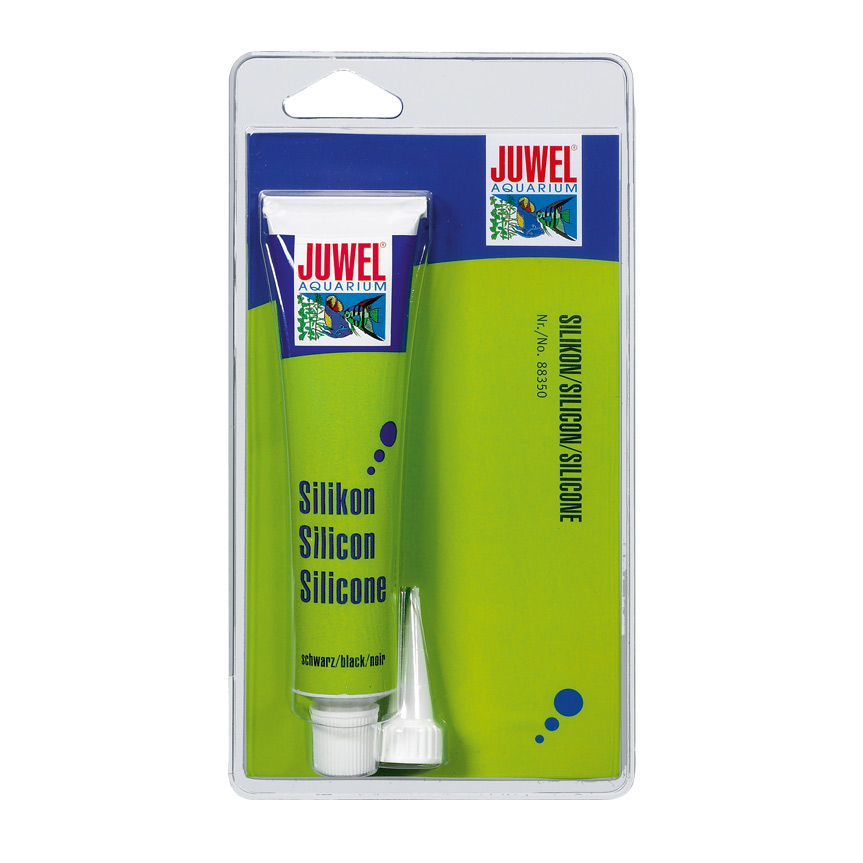 JUWEL®
AQUARIUM
JUWEL®
AQUARIUM
SILIKON/SILICON/SILICONE
Nr./No. 88350
Silikon
Silicon
Silicone
schwarz/black/noir